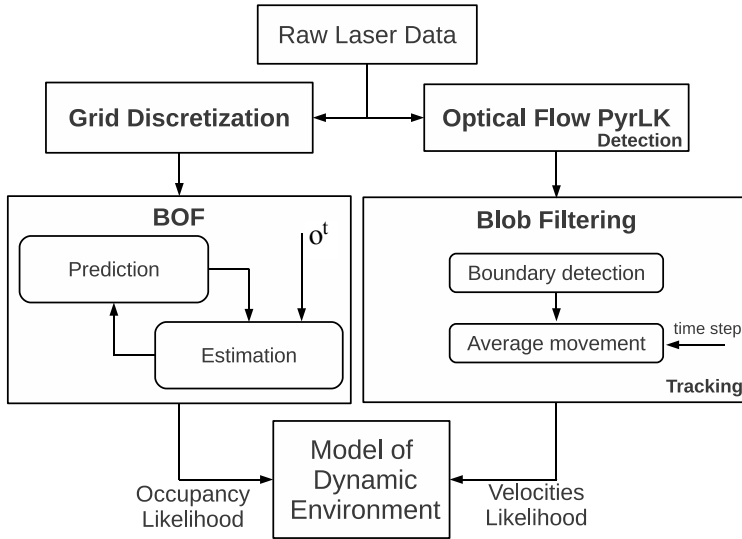 Raw Laser Data
Grid Discretization
Optical Flow PyrLK
Detection
BOF
o^t
Prediction
Estimation
Blob Filtering
Boundary detection
Average movement
time step
Tracking
Model of
Dynamic
Environment
Occupancy
Likelihood
Velocities
Likelihood